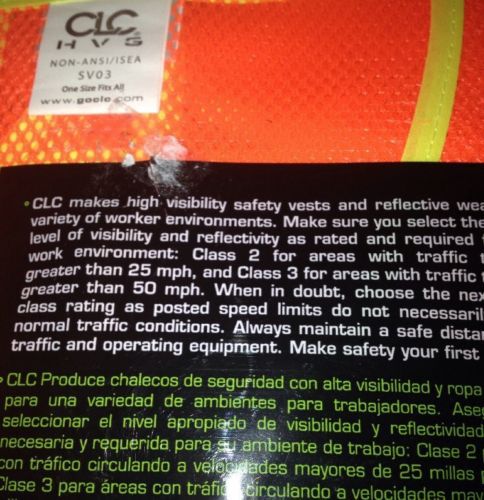 CLC
HVS
NON-ANSI/ISEA
SV03
One Size Fits All
www.goclc.com
• CLC makes high visibility safety vests and reflective wea
variety of worker environments. Make sure you select the
level of visibility and reflectivity as rated and required f
work environment: Class 2 for areas with traffic t
greater than 25 mph, and Class 3 for areas with traffic t
greater than 50 mph. When in doubt, choose the nex
class rating as posted speed limits do not necessaril
normal traffic conditions. Always maintain a safe distan
traffic and operating equipment. Make safety your first
• CLC Produce chalecos de seguridad con alta visibilidad y ropa
para una variedad de ambientes para trabajadores. Aseg
seleccionar el nivel apropiado de visibilidad y reflectividad
necesaria y requerida para su ambiente de trabajo: Clase 2 p
con tráfico circulando a velocidades mayores de 25 millas p
Clase 3 para áreas con tráfico circulando a velocidades may